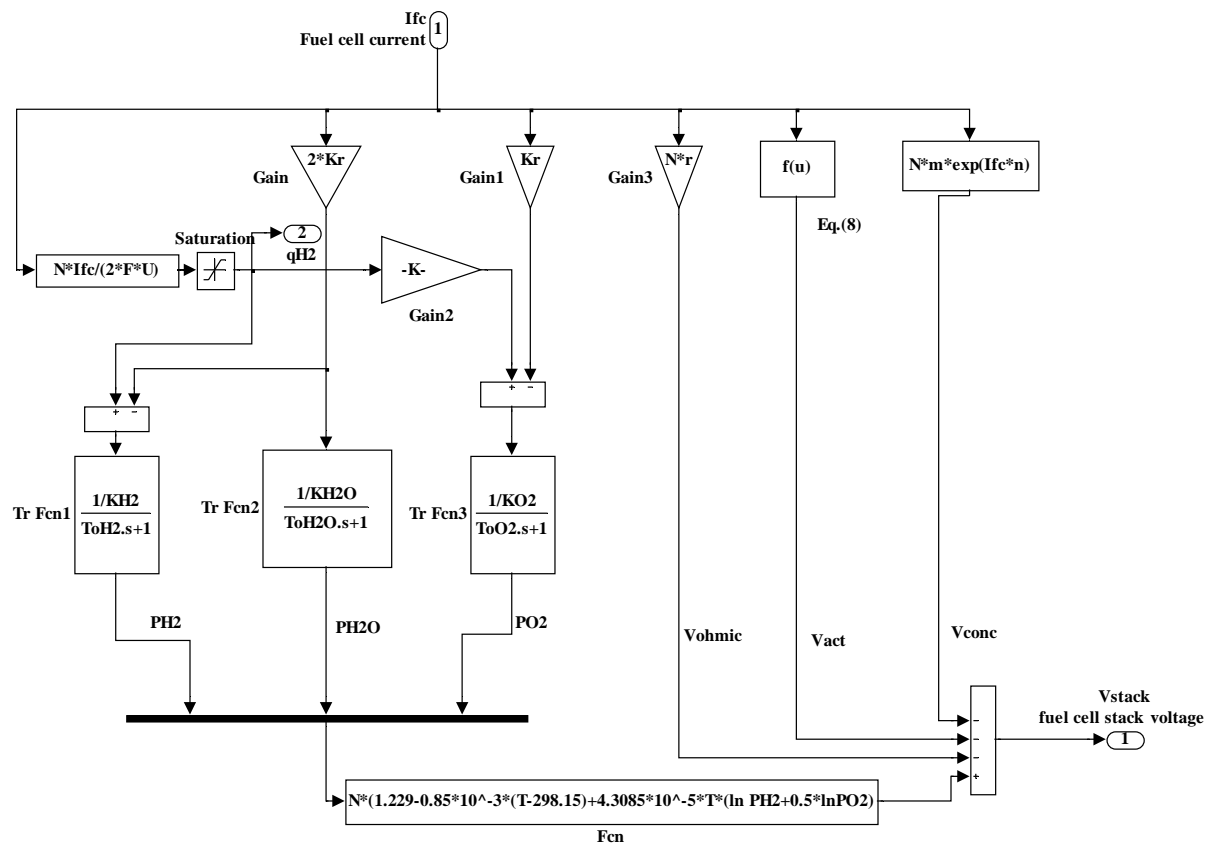 Ifc
Fuel cell current
1
2*Kr
Gain
Kr
Gain1
N*r
Gain3
f(u)
Eq.(8)
N*m*exp(Ifc*n)
Saturation
2
qH2
N*Ifc/(2*F*U)
-K-
Gain2
+ −
+ −
Tr Fcn1
1/KH2
ToH2.s+1
Tr Fcn2
1/KH2O
ToH2O.s+1
Tr Fcn3
1/KO2
ToO2.s+1
PH2
PH2O
PO2
Vohmic
Vact
Vconc
−
−
−
+
Vstack
fuel cell stack voltage
1
N*(1.229-0.85*10^-3*(T-298.15)+4.3085*10^-5*T*(ln PH2+0.5*lnPO2)
Fcn